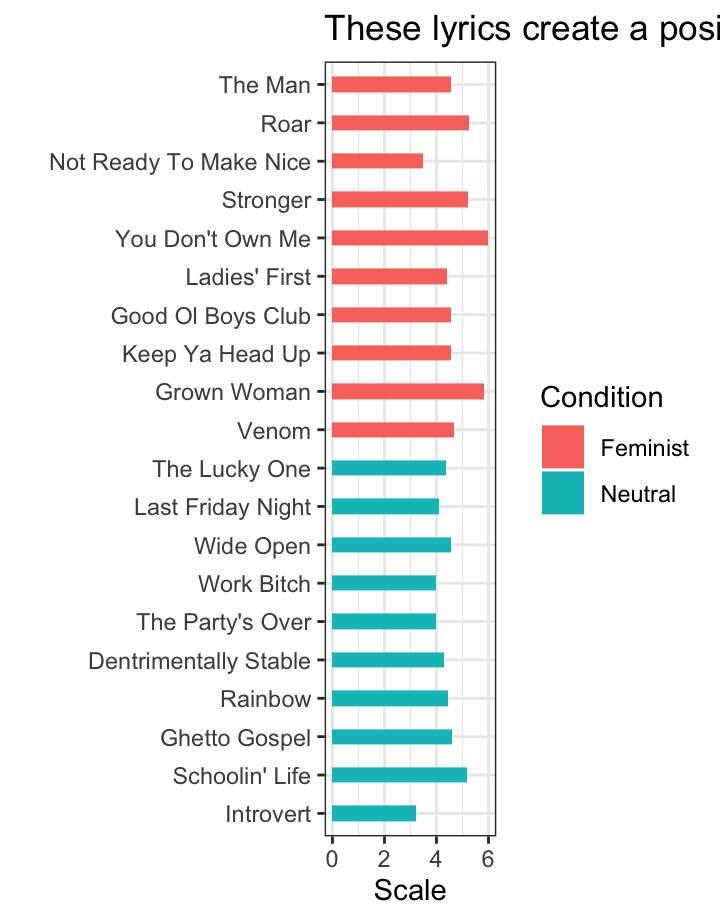 These lyrics create a posi
The Man
Roar
Not Ready To Make Nice
Stronger
You Don't Own Me
Ladies' First
Good Ol Boys Club
Keep Ya Head Up
Grown Woman
Venom
The Lucky One
Last Friday Night
Wide Open
Work Bitch
The Party's Over
Dentrimentally Stable
Rainbow
Ghetto Gospel
Schoolin' Life
Introvert
0 2 4 6
Scale
Condition
Feminist
Neutral